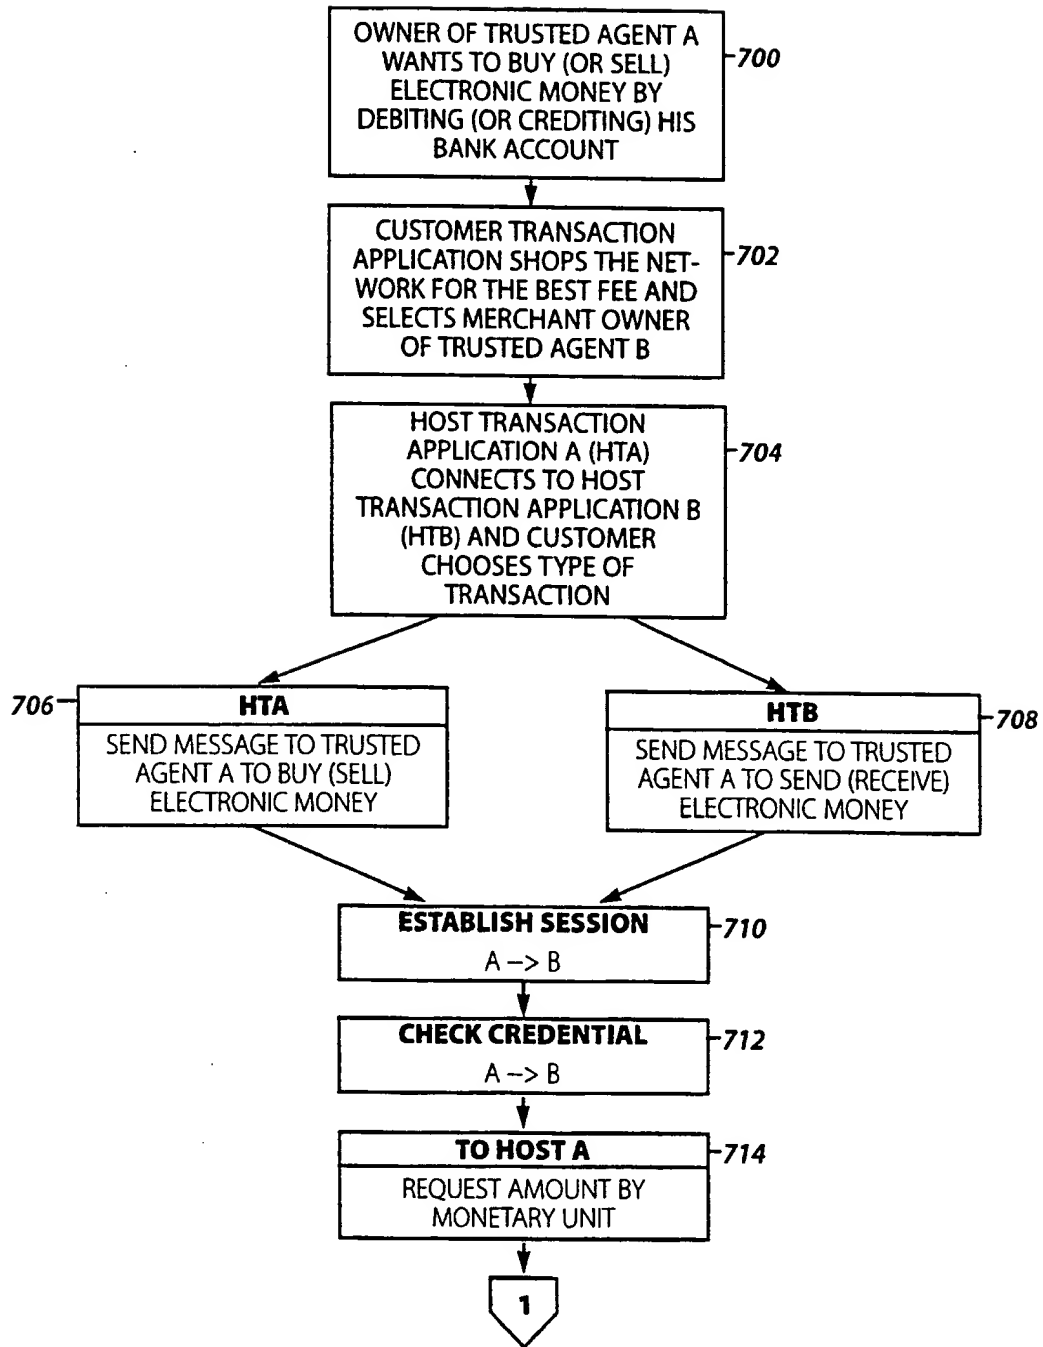 OWNER OF TRUSTED AGENT A
WANTS TO BUY (OR SELL)
ELECTRONIC MONEY BY
DEBITING (OR CREDITING) HIS
BANK ACCOUNT
700
CUSTOMER TRANSACTION
APPLICATION SHOPS THE NET-
WORK FOR THE BEST FEE AND
SELECTS MERCHANT OWNER
OF TRUSTED AGENT B
702
HOST TRANSACTION
APPLICATION A (HTA)
CONNECTS TO HOST
TRANSACTION APPLICATION B
(HTB) AND CUSTOMER
CHOOSES TYPE OF
TRANSACTION
704
706
HTA
SEND MESSAGE TO TRUSTED
AGENT A TO BUY (SELL)
ELECTRONIC MONEY
HTB
708
SEND MESSAGE TO TRUSTED
AGENT A TO SEND (RECEIVE)
ELECTRONIC MONEY
ESTABLISH SESSION
710
A –> B
CHECK CREDENTIAL
712
A –> B
TO HOST A
714
REQUEST AMOUNT BY
MONETARY UNIT
1